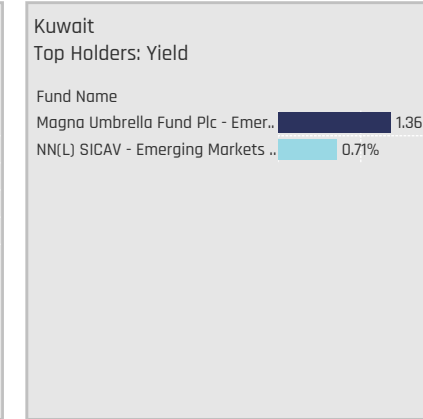 Kuwait
Top Holders: Yield
Fund Name
Magna Umbrella Fund Plc - Emer.. 1.36
NN(L) SICAV - Emerging Markets .. 0.71%